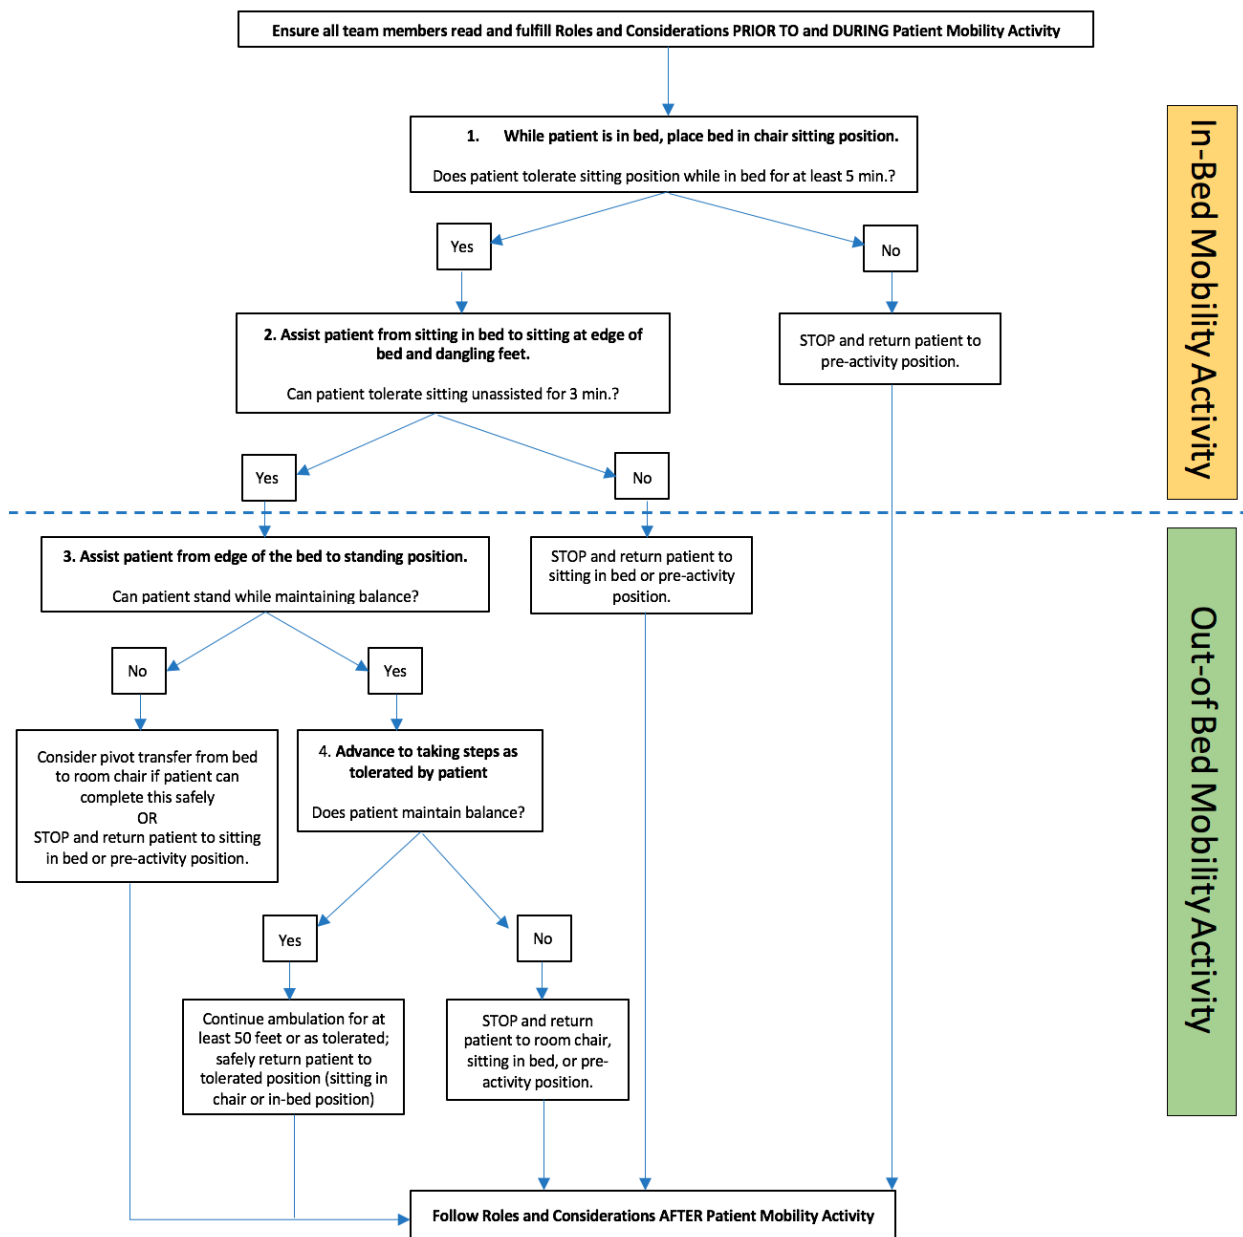 Ensure all team members read and fulfill Roles and Considerations PRIOR TO and DURING Patient Mobility Activity
1. While patient is in bed, place bed in chair sitting position.
Does patient tolerate sitting position while in bed for at least 5 min.?
Yes
No
2. Assist patient from sitting in bed to sitting at edge of
bed and dangling feet.
Can patient tolerate sitting unassisted for 3 min.?
STOP and return patient to
pre-activity position.
Yes
No
In-Bed Mobility Activity
3. Assist patient from edge of the bed to standing position.
Can patient stand while maintaining balance?
STOP and return patient to
sitting in bed or pre-activity
position.
No
Yes
Consider pivot transfer from bed
to room chair if patient can
complete this safely
OR
STOP and return patient to sitting
in bed or pre-activity position.
4. Advance to taking steps as
tolerated by patient
Does patient maintain balance?
Yes
No
Continue ambulation for at
least 50 feet or as tolerated;
safely return patient to
tolerated position (sitting in
chair or in-bed position)
STOP and return
patient to room chair,
sitting in bed, or pre-
activity position.
Out-of Bed Mobility Activity
Follow Roles and Considerations AFTER Patient Mobility Activity